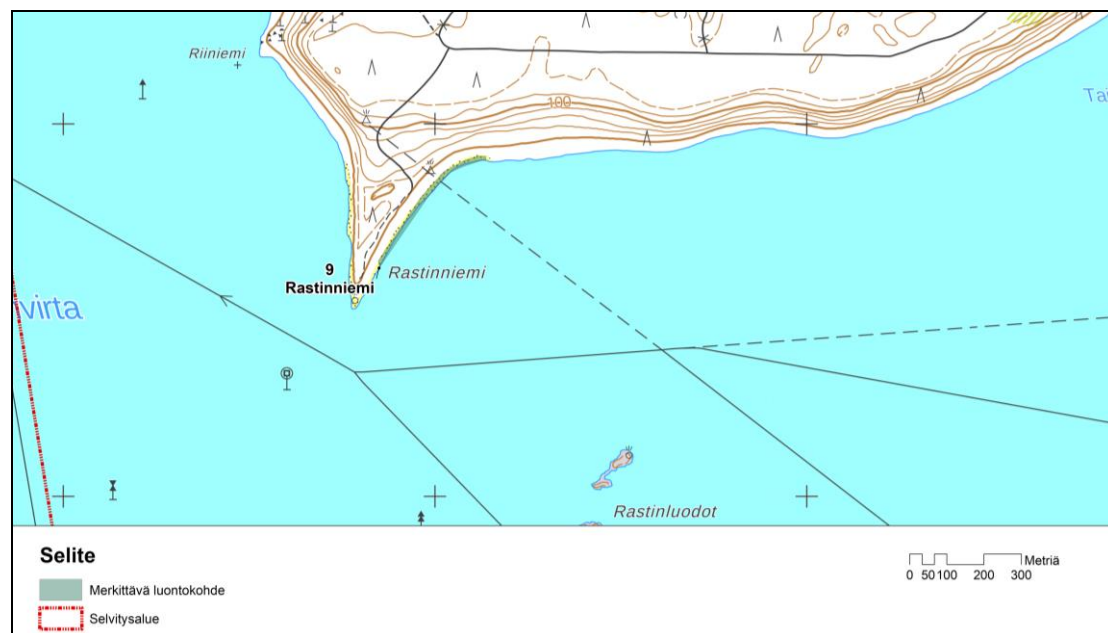 Riiniemi
Tai
100
9
Rastinniemi
Rastinniemi
virta
Rastinluodot
Selite
Merkittävä luontokohde
Selvitysalue
Metriä
0 50 100 200 300